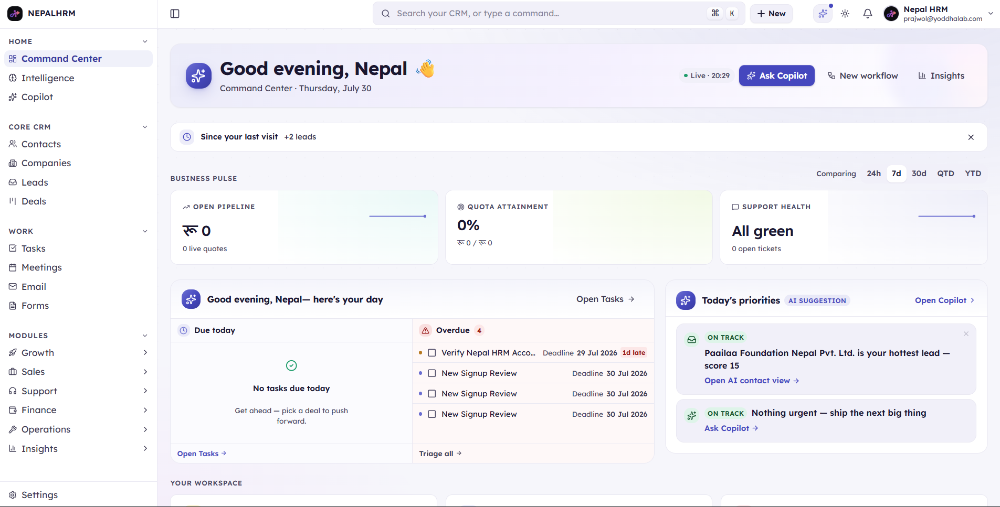 NEPALHRM
Search your CRM, or type a command...
⌘ K
+ New
Nepal HRM
prajwol@yoddhalab.com
HOME
Command Center
Intelligence
Copilot
CORE CRM
Contacts
Companies
Leads
Deals
WORK
Tasks
Meetings
Email
Forms
MODULES
Growth
Sales
Support
Finance
Operations
Insights
Settings
Good evening, Nepal 👋
Command Center · Thursday, July 30
Live · 20:29
Ask Copilot
New workflow
Insights
Since your last visit +2 leads
BUSINESS PULSE
Comparing 24h 7d 30d QTD YTD
OPEN PIPELINE
रू 0
0 live quotes
QUOTA ATTAINMENT
0%
रू 0 / रू 0
SUPPORT HEALTH
All green
0 open tickets
Good evening, Nepal— here's your day
Open Tasks →
Due today
No tasks due today
Get ahead — pick a deal to push
forward.
Open Tasks →
Overdue 4
Verify Nepal HRM Acco... Deadline 29 Jul 2026 1d late
New Signup Review Deadline 30 Jul 2026
New Signup Review Deadline 30 Jul 2026
New Signup Review Deadline 30 Jul 2026
Triage all →
Today's priorities AI SUGGESTION
Open Copilot
ON TRACK
Paailaa Foundation Nepal Pvt. Ltd. is your hottest lead —
score 15
Open AI contact view →
ON TRACK Nothing urgent — ship the next big thing
Ask Copilot →
YOUR WORKSPACE